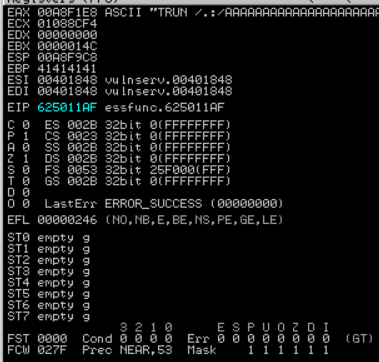 EAX 00A8F1E8 ASCII "TRUN /.:/AAAAAAAAAAAAAAAAAAAA
ECX 01088CF4
EDX 00000000
EBX 0000014C
ESP 00A8F9C8
EBP 41414141
ESI 00401848 vulnserv.00401848
EDI 00401848 vulnserv.00401848
EIP 625011AF essfunc.625011AF
C 0 ES 002B 32bit 0(FFFFFFFF)
P 1 CS 0023 32bit 0(FFFFFFFF)
A 0 SS 002B 32bit 0(FFFFFFFF)
Z 1 DS 002B 32bit 0(FFFFFFFF)
S 0 FS 0053 32bit 25F000(FFF)
T 0 GS 002B 32bit 0(FFFFFFFF)
D 0
O 0 LastErr ERROR_SUCCESS (00000000)
EFL 00000246 (NO,NB,E,BE,NS,PE,GE,LE)
ST0 empty g
ST1 empty g
ST2 empty g
ST3 empty g
ST4 empty g
ST5 empty g
ST6 empty g
ST7 empty g
3 2 1 0 E S P U O Z D I
FST 0000 Cond 0 0 0 0 Err 0 0 0 0 0 0 0 0 (GT)
FCW 027F Prec NEAR,53 Mask 1 1 1 1 1 1